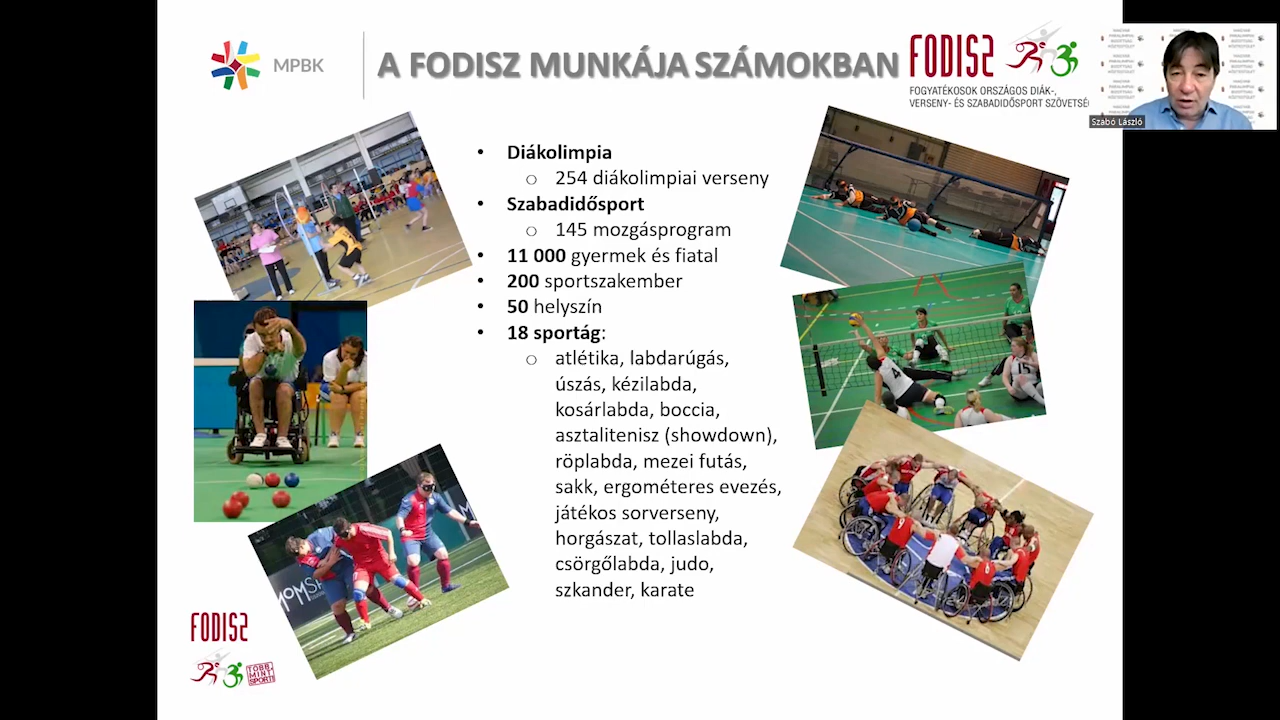 MPBK
A FODISZ MUNKÁJA SZÁMOKBAN
FODISZ
FOGYATÉKOSOK ORSZÁGOS DIÁK-,
VERSENY- ÉS SZABADIDŐSPORT SZÖVETSÉ
Szabó László
• Diákolimpia
o 254 diákolimpiai verseny
• Szabadidősport
o 145 mozgásprogram
• 11 000 gyermek és fiatal
• 200 sportszakember
• 50 helyszín
• 18 sportág:
o atlétika, labdarúgás,
úszás, kézilabda,
kosárlabda, boccia,
asztalitenisz (showdown),
röplabda, mezei futás,
sakk, ergométeres evezés,
játékos sorverseny,
horgászat, tollaslabda,
csörgőlabda, judo,
szkander, karate
4
15
9
FODISZ
TÖBB
MINT
SPORT!